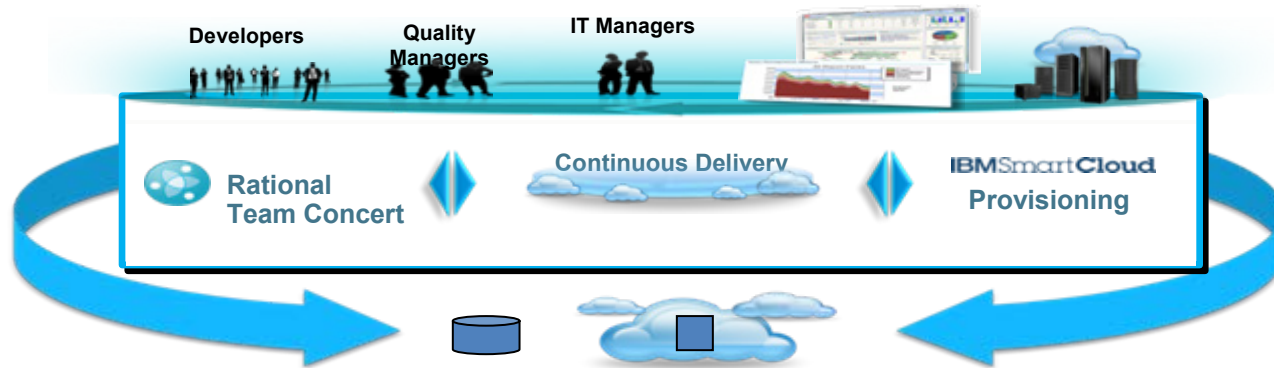 Developers
Quality
Managers
IT Managers
Rational
Team Concert
Continuous Delivery
IBMSmartCloud
Provisioning